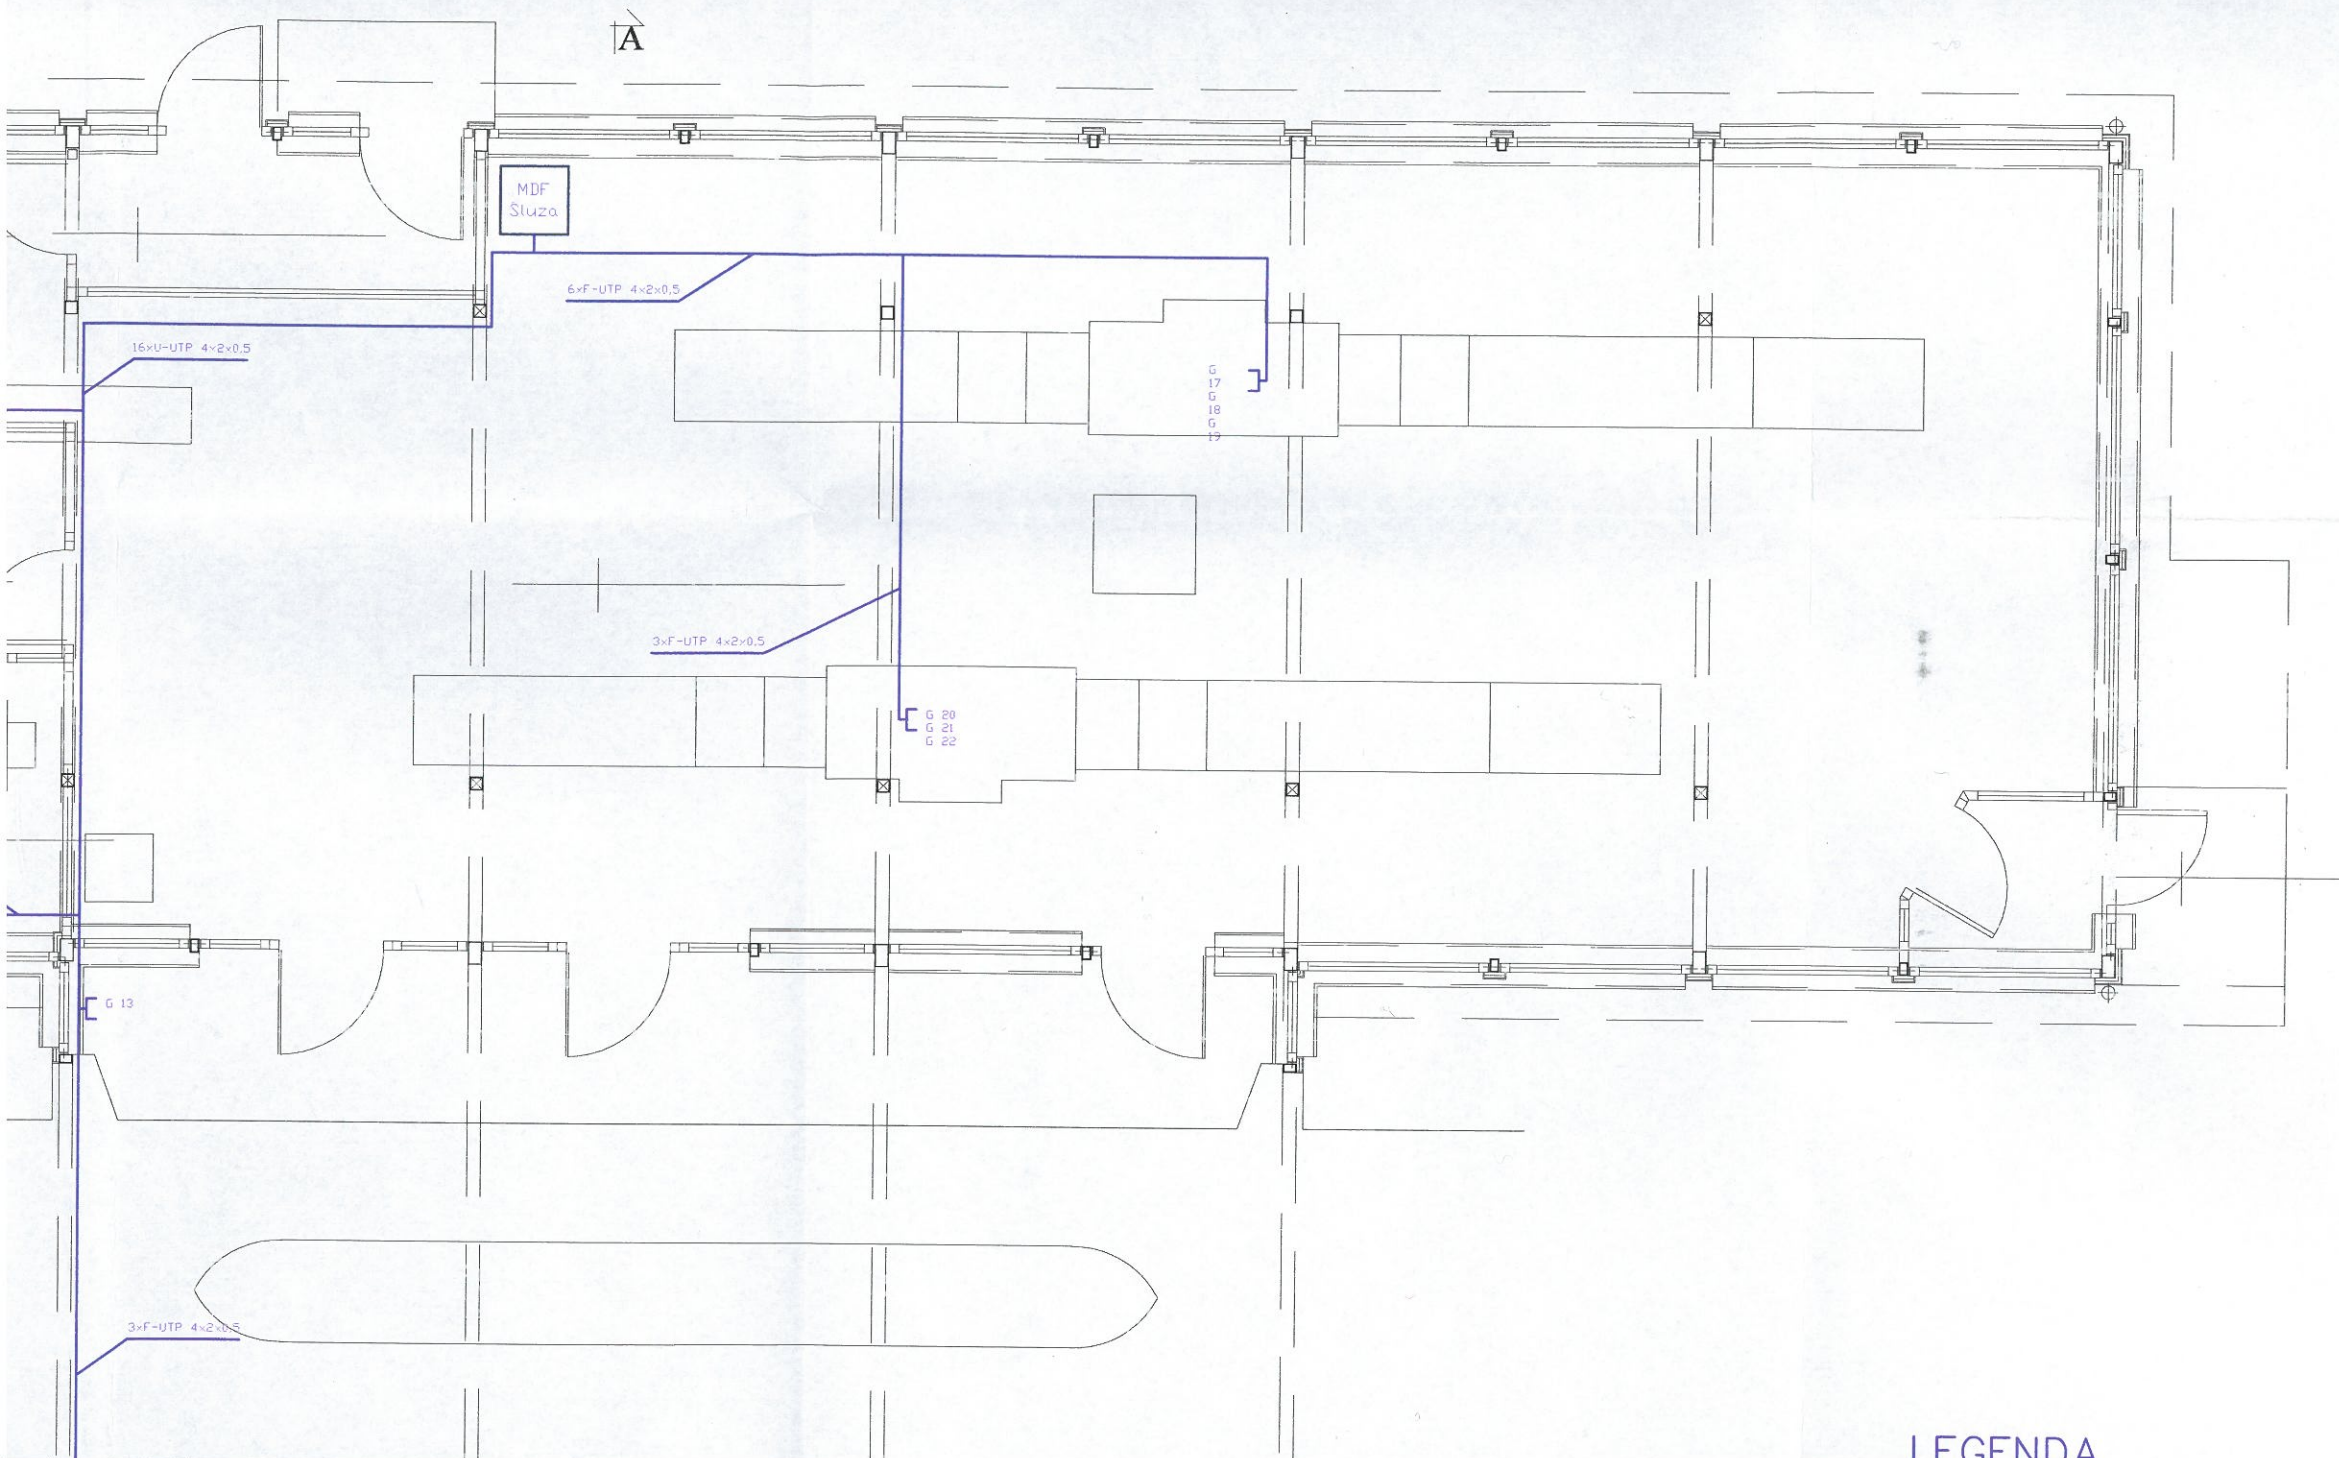 A
MDF
Sluza
6xF-UTP 4x2x0,5
16xU-UTP 4x2x0,5
G
17
G
18
G
19
3xF-UTP 4x2x0,5
G 20
G 21
G 22
G 13
3xF-UTP 4x2x0,5
LEGENDA